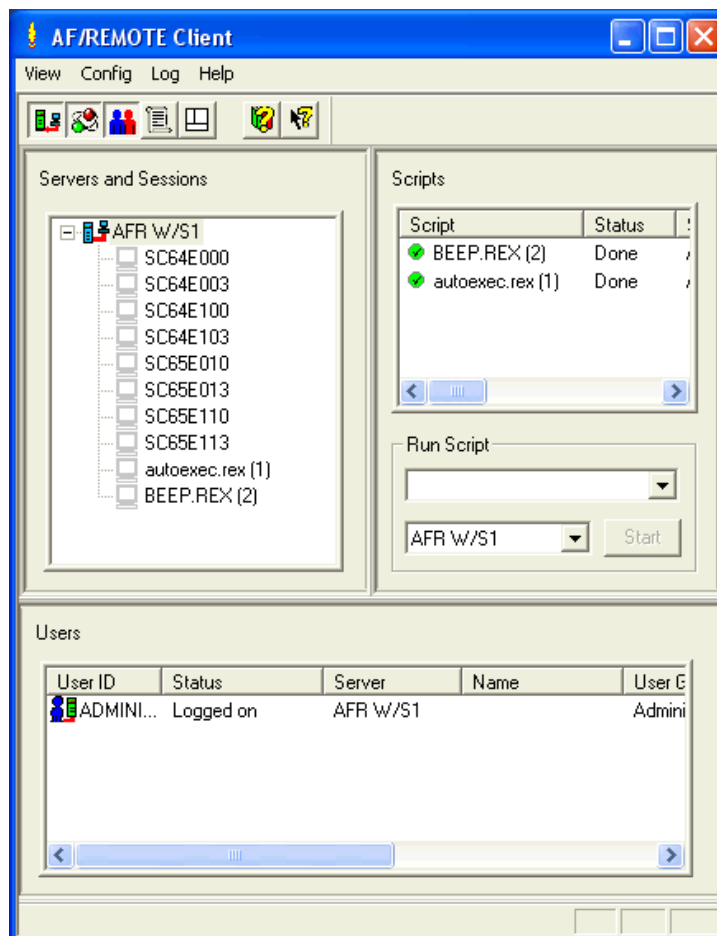 AF/REMOTE Client
View Config Log Help
Servers and Sessions
AFR W/S1
SC64E000
SC64E003
SC64E100
SC64E103
SC65E010
SC65E013
SC65E110
SC65E113
autoexec.rex (1)
BEEP.REX (2)
Scripts
Script Status
BEEP.REX (2) Done
autoexec.rex (1) Done
Run Script
AFR W/S1 Start
Users
User ID Status Server Name User G
ADMINI... Logged on AFR W/S1 Admini